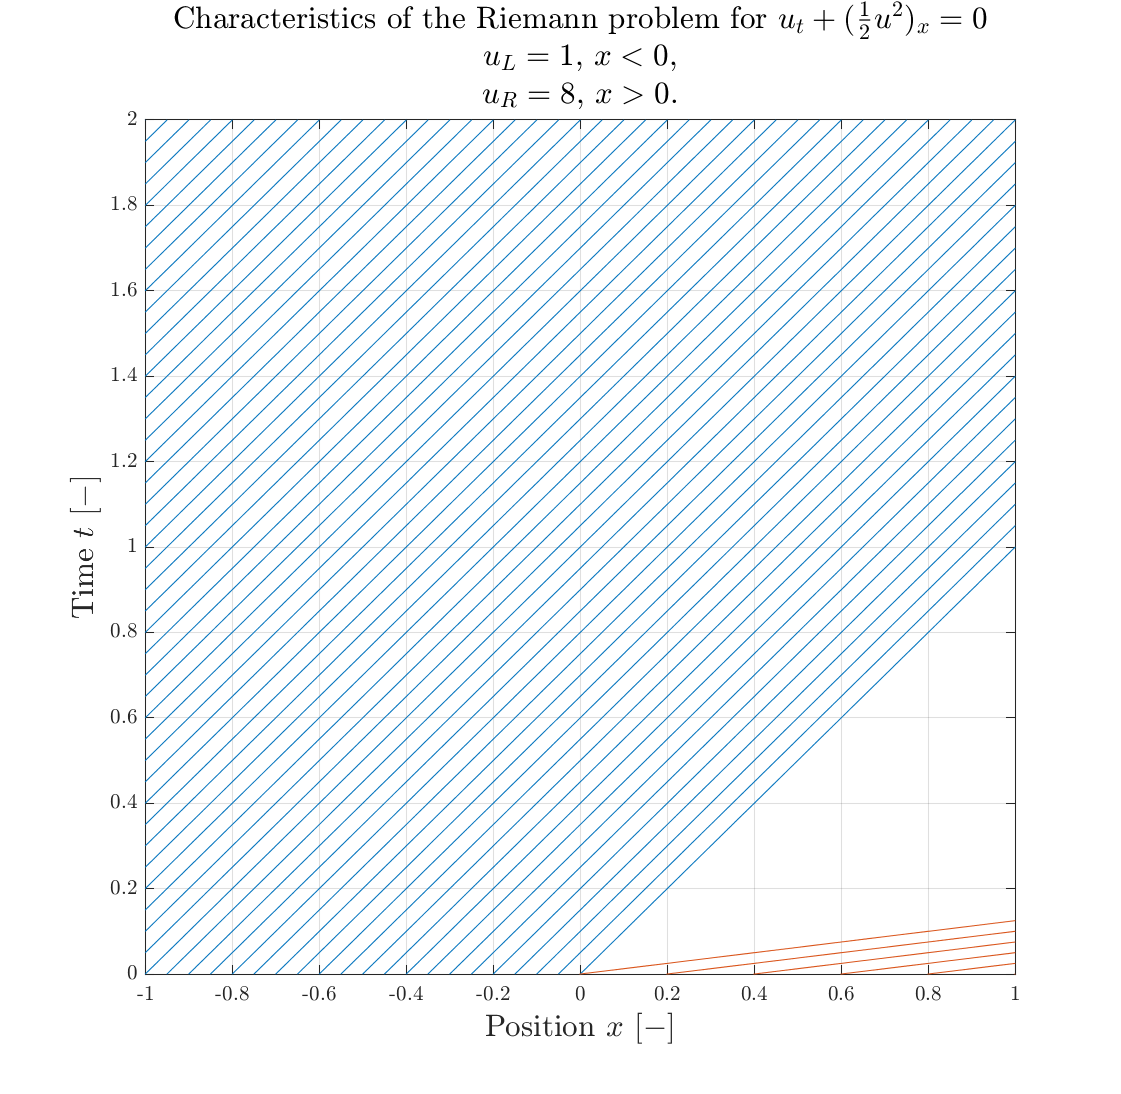 Characteristics of the Riemann problem for $u_t + (\frac{1}{2}u^2)_x = 0$
$u_L = 1, x < 0,$
$u_R = 8, x > 0.$
2
1.8
1.6
1.4
1.2
1
0.8
0.6
0.4
0.2
0
Time $t$ [−]
-1 -0.8 -0.6 -0.4 -0.2 0 0.2 0.4 0.6 0.8 1
Position $x$ [−]